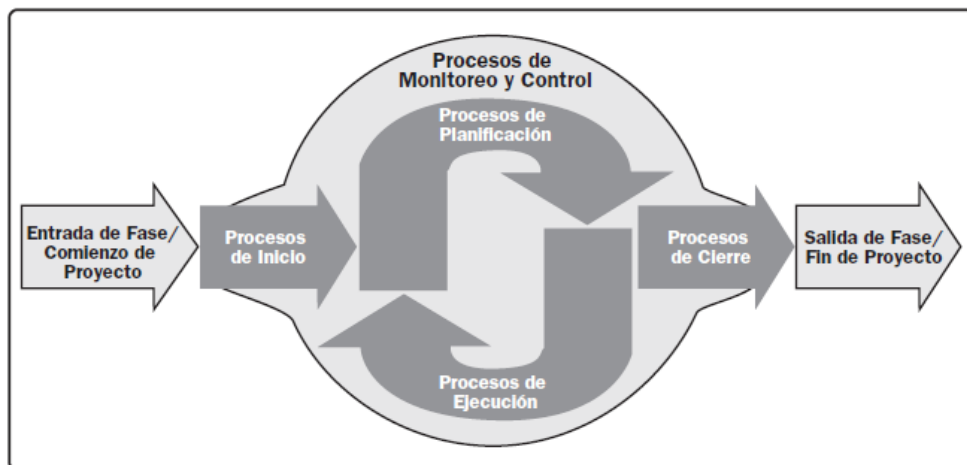 Procesos de
Monitoreo y Control
Procesos de
Planificación
Entrada de Fase/
Comienzo de
Proyecto
Procesos
de Inicio
Procesos
de Cierre
Salida de Fase/
Fin de Proyecto
Procesos de
Ejecución